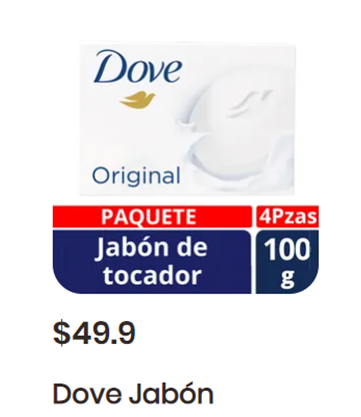 Dove
Original
PAQUETE 4Pzas
Jabón de tocador 100 g
$49.9
Dove Jabón